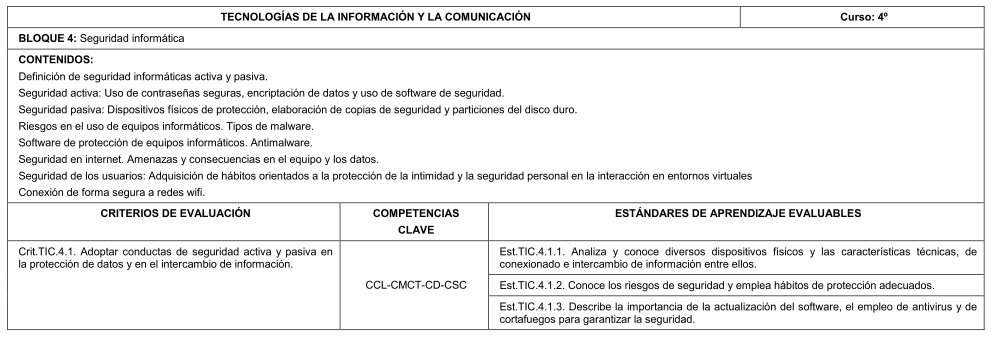 TECNOLOGÍAS DE LA INFORMACIÓN Y LA COMUNICACIÓN
Curso: 4º
BLOQUE 4: Seguridad informática
CONTENIDOS:
Definición de seguridad informáticas activa y pasiva.
Seguridad activa: Uso de contraseñas seguras, encriptación de datos y uso de software de seguridad.
Seguridad pasiva: Dispositivos físicos de protección, elaboración de copias de seguridad y particiones del disco duro.
Riesgos en el uso de equipos informáticos. Tipos de malware.
Software de protección de equipos informáticos. Antimalware.
Seguridad en internet. Amenazas y consecuencias en el equipo y los datos.
Seguridad de los usuarios: Adquisición de hábitos orientados a la protección de la intimidad y la seguridad personal en la interacción en entornos virtuales
Conexión de forma segura a redes wifi.
CRITERIOS DE EVALUACIÓN
COMPETENCIAS
CLAVE
ESTÁNDARES DE APRENDIZAJE EVALUABLES
Crit.TIC.4.1. Adoptar conductas de seguridad activa y pasiva en
la protección de datos y en el intercambio de información.
CCL-CMCT-CD-CSC
Est.TIC.4.1.1. Analiza y conoce diversos dispositivos físicos y las características técnicas, de
conexionado e intercambio de información entre ellos.
Est.TIC.4.1.2. Conoce los riesgos de seguridad y emplea hábitos de protección adecuados.
Est.TIC.4.1.3. Describe la importancia de la actualización del software, el empleo de antivirus y de
cortafuegos para garantizar la seguridad.